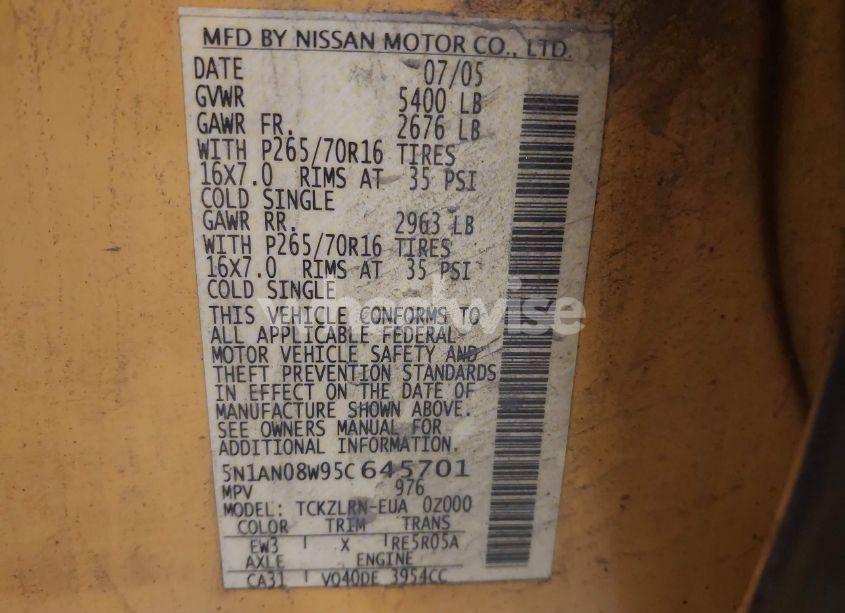 MFD BY NISSAN MOTOR CO., LTD.
DATE 07/05
GVWR 5400 LB
GAWR FR. 2676 LB
WITH P265/70R16 TIRES
16X7.0 RIMS AT 35 PSI
COLD SINGLE
GAWR RR. 2963 LB
WITH P265/70R16 TIRES
16X7.0 RIMS AT 35 PSI
COLD SINGLE
THIS VEHICLE CONFORMS TO
ALL APPLICABLE FEDERAL
MOTOR VEHICLE SAFETY AND
THEFT PREVENTION STANDARDS
IN EFFECT ON THE DATE OF
MANUFACTURE SHOWN ABOVE.
SEE OWNERS MANUAL FOR
ADDITIONAL INFORMATION.
5N1AN08W95C645701
MPV 976
MODEL: TCKZLRN-EUA 0Z000
COLOR TRIM TRANS
EW3 X RE5R05A
AXLE ENGINE
CA31 VQ40DE 3954CC